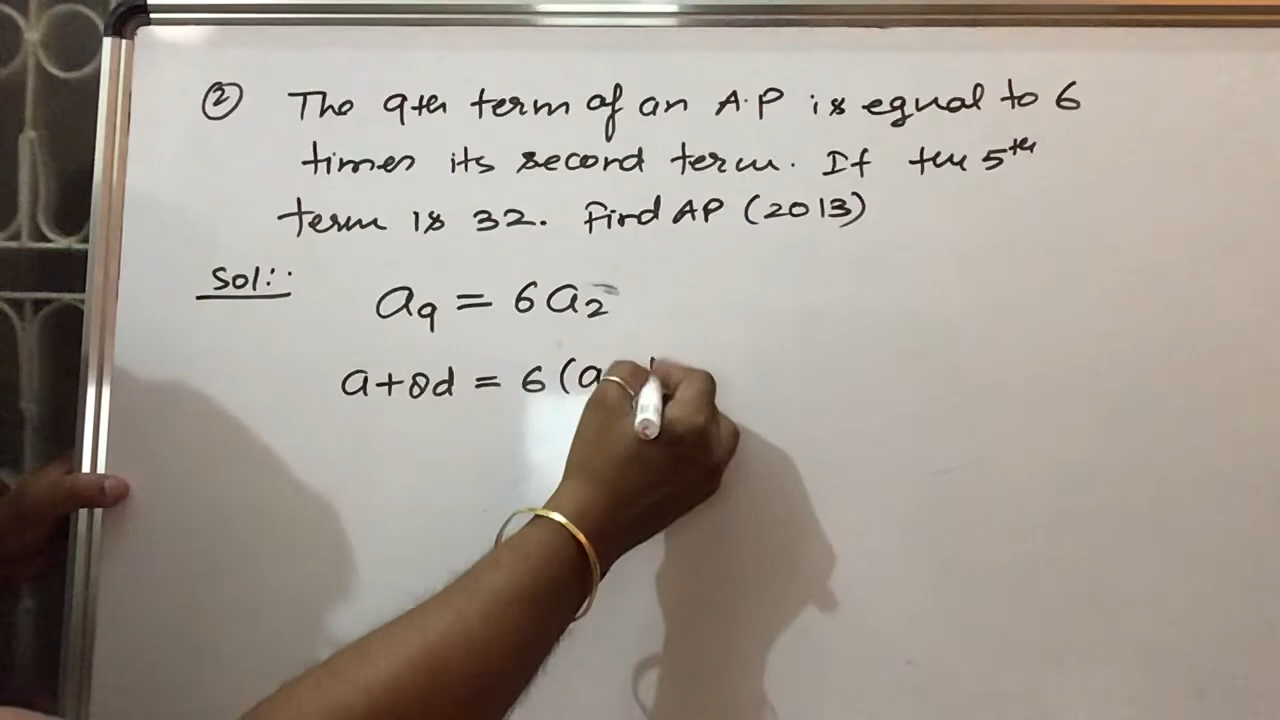 ② The 9th term of an A.P is equal to 6
times its second term. If the 5th
term is 32. Find AP (2013)
Sol:-
a9 = 6a2
a+8d = 6(a